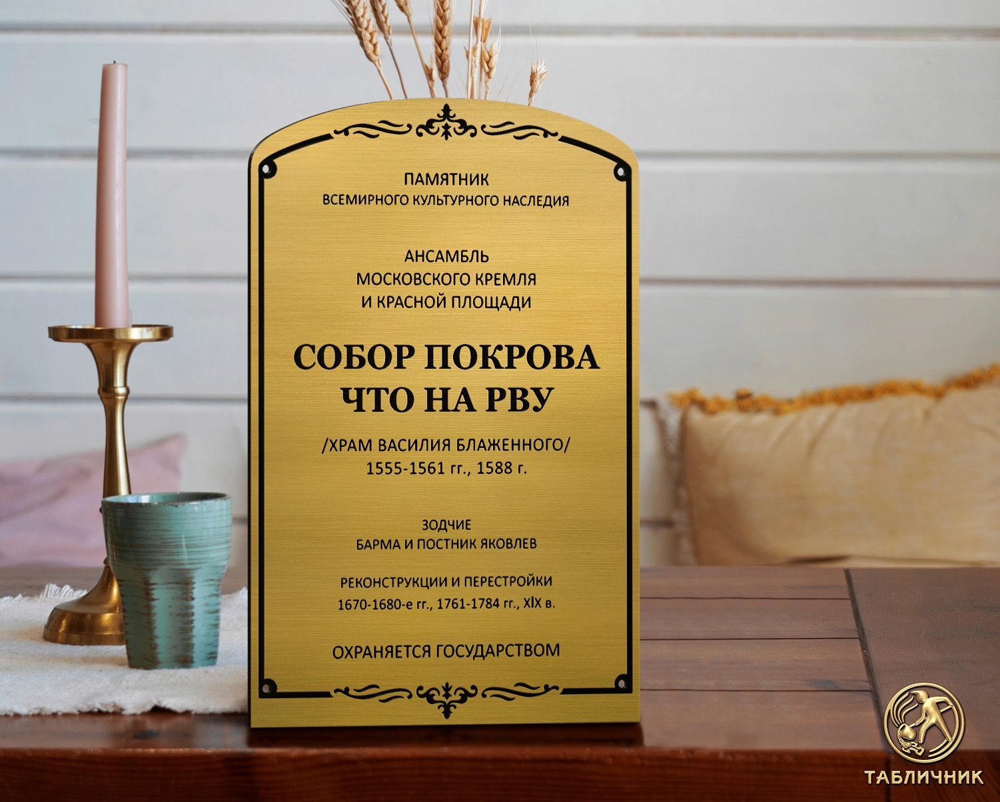 ПАМЯТНИК
ВСЕМИРНОГО КУЛЬТУРНОГО НАСЛЕДИЯ
АНСАМБЛЬ
МОСКОВСКОГО КРЕМЛЯ
И КРАСНОЙ ПЛОЩАДИ
СОБОР ПОКРОВА
ЧТО НА РВУ
/ХРАМ ВАСИЛИЯ БЛАЖЕННОГО/
1555-1561 гг., 1588 г.
ЗОДЧИЕ
БАРМА И ПОСТНИК ЯКОВЛЕВ
РЕКОНСТРУКЦИИ И ПЕРЕСТРОЙКИ
1670-1680-е гг., 1761-1784 гг., XIX в.
ОХРАНЯЕТСЯ ГОСУДАРСТВОМ
ТАБЛИЧНИК